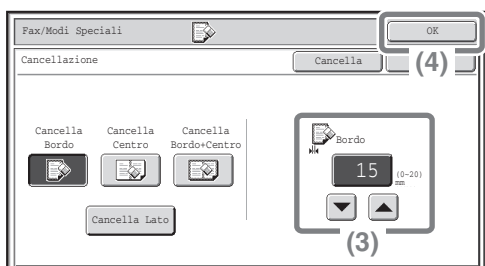 Fax/Modi Speciali
OK
Cancellazione
Cancella
(4)
Cancella Bordo
Cancella Centro
Cancella Bordo+Centro
Cancella Lato
Bordo
15
(0-20)
mm
(3)